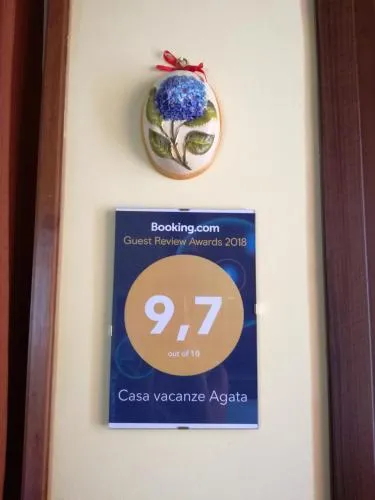 Booking.com
Guest Review Awards 2018
9,7
out of 10
Casa vacanze Agata